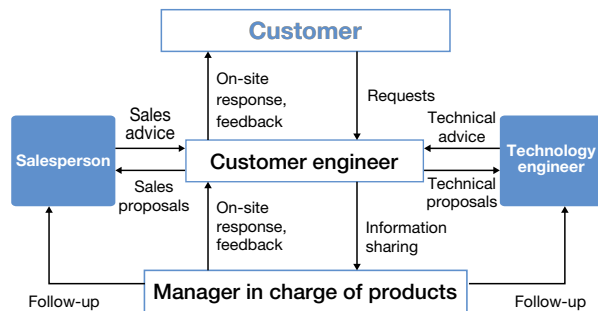 Customer
On-site
response,
feedback
Requests
Sales
advice
Technical
advice
Salesperson
Customer engineer
Technology
engineer
Sales
proposals
Technical
proposals
On-site
response,
feedback
Information
sharing
Manager in charge of products
Follow-up
Follow-up